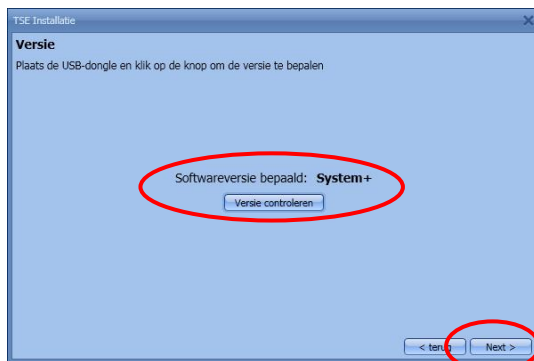 TSE Installatie
Versie
Plaats de USB-dongle en klik op de knop om de versie te bepalen
Softwareversie bepaald: System+
Versie controleren
< terug Next >